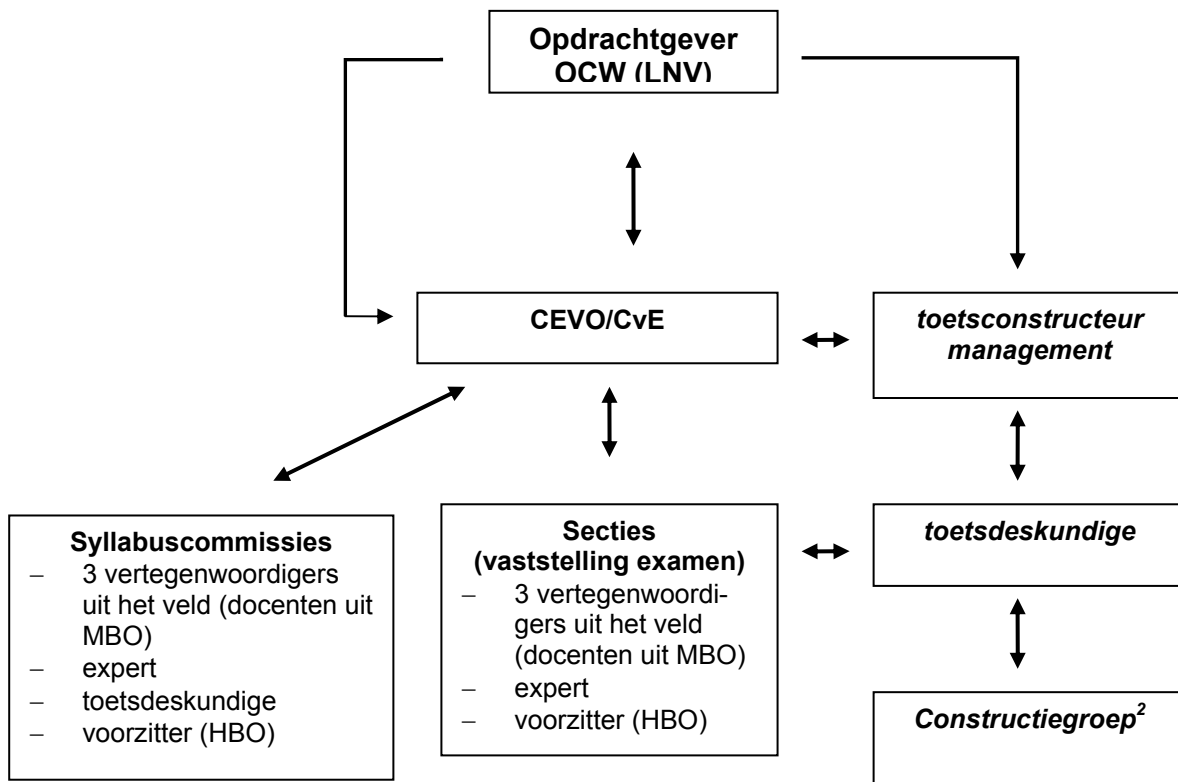 Opdrachtgever
OCW (LNV)
CEVO/CvE
toetsconstructeur
management
Syllabuscommissies
– 3 vertegenwoordigers
uit het veld (docenten uit
MBO)
– expert
– toetsdeskundige
– voorzitter (HBO)
Secties
(vaststelling examen)
– 3 vertegenwoordi-
gers uit het veld
(docenten uit MBO)
– expert
– voorzitter (HBO)
toetsdeskundige
Constructiegroep²